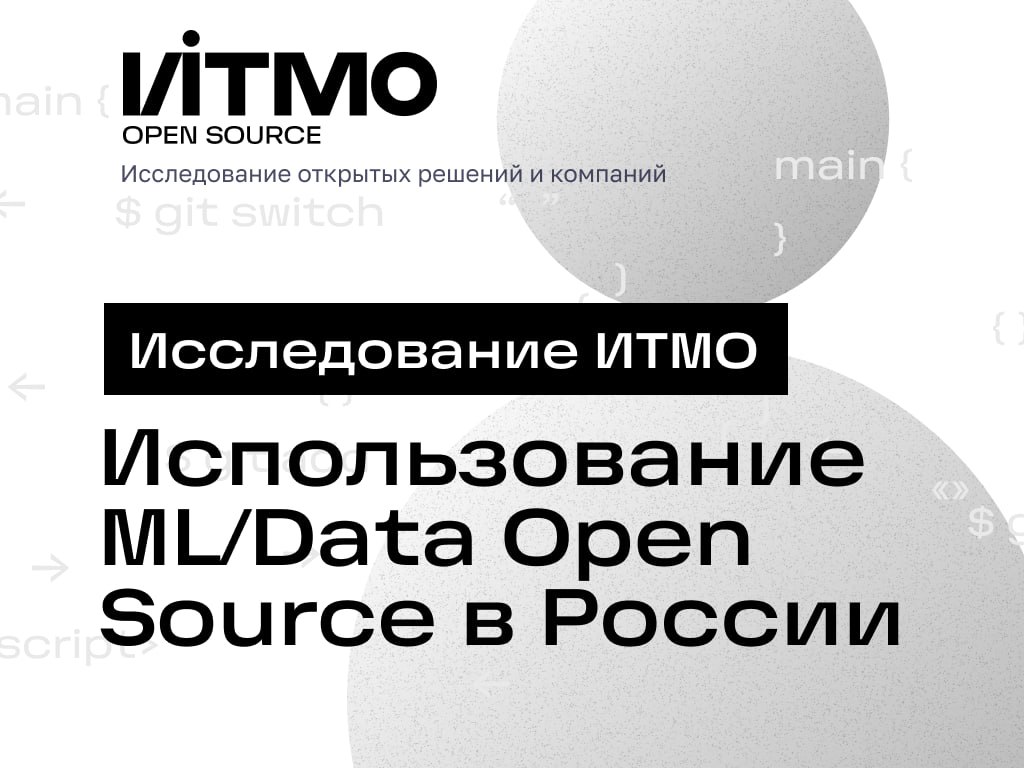 main {
ИТМО
OPEN SOURCE
Исследование открытых решений и компаний
main {
$ git switch
“ ”
}
)
{ }
Исследование ИТМО
←
Использование
«»
ML/Data Open
Source в России
script>